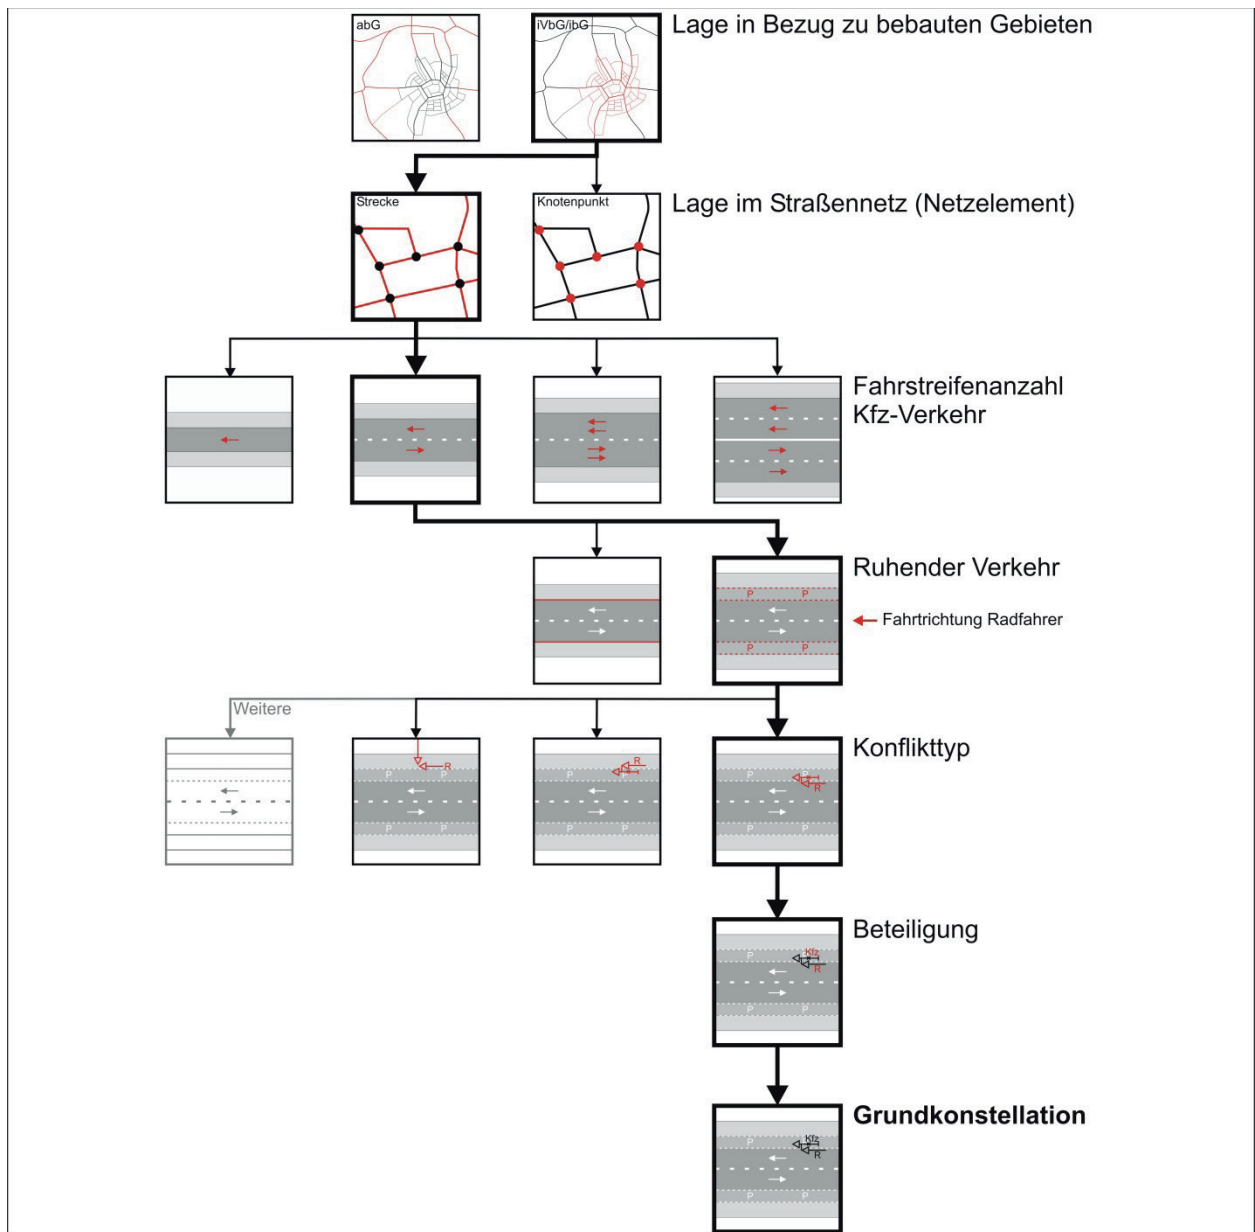 abG
iVbG/ibG
Lage in Bezug zu bebauten Gebieten
Strecke
Knotenpunkt
Lage im Straßennetz (Netzelement)
Fahrstreifenanzahl
Kfz-Verkehr
Ruhender Verkehr
P P
Fahrtrichtung Radfahrer
P P
Weitere
Konflikttyp
R
R
P P
P P
P
R
P P
P P
P P
Beteiligung
Kfz
P
R
P P
Grundkonstellation
Kfz
P
R
P P